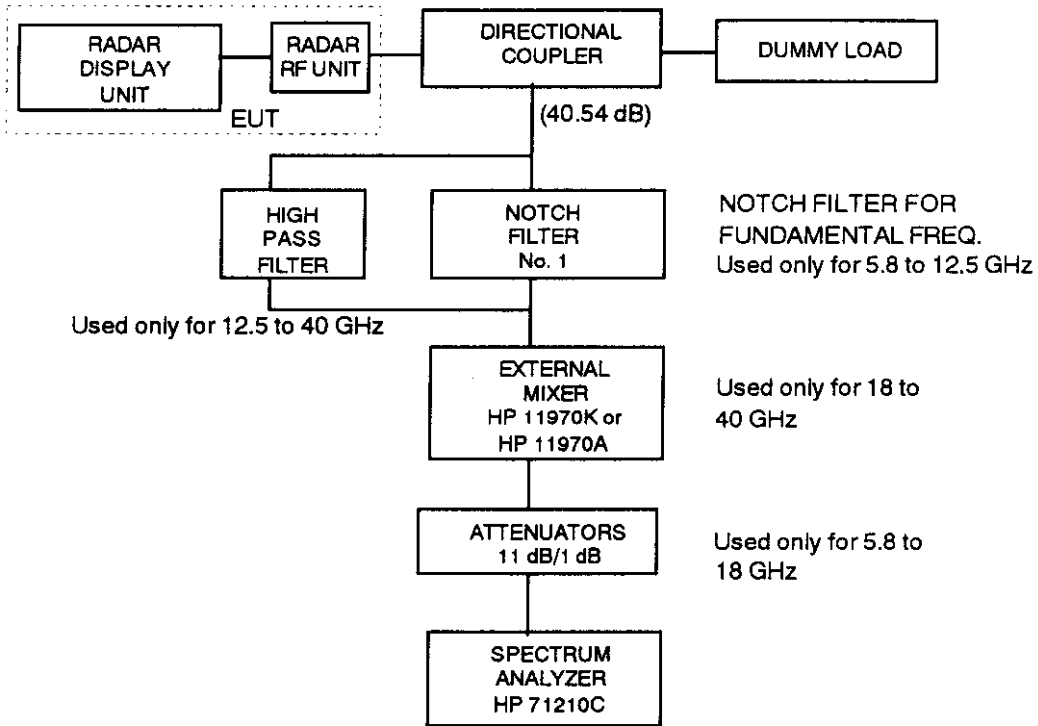 RADAR
DISPLAY
UNIT
RADAR
RF UNIT
EUT
DIRECTIONAL
COUPLER
DUMMY LOAD
(40.54 dB)
HIGH
PASS
FILTER
NOTCH
FILTER
No. 1
NOTCH FILTER FOR
FUNDAMENTAL FREQ.
Used only for 5.8 to 12.5 GHz
Used only for 12.5 to 40 GHz
EXTERNAL
MIXER
HP 11970K or
HP 11970A
Used only for 18 to
40 GHz
ATTENUATORS
11 dB/1 dB
Used only for 5.8 to
18 GHz
SPECTRUM
ANALYZER
HP 71210C